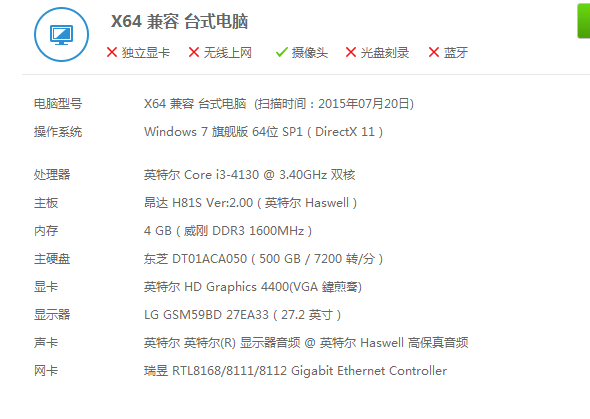 X64 兼容 台式电脑
独立显卡 无线上网 摄像头 光盘刻录 蓝牙
电脑型号 X64 兼容 台式电脑 (扫描时间：2015年07月20日)
操作系统 Windows 7 旗舰版 64位 SP1 ( DirectX 11 )
处理器 英特尔 Core i3-4130 @ 3.40GHz 双核
主板 昂达 H81S Ver:2.00 ( 英特尔 Haswell )
内存 4 GB ( 威刚 DDR3 1600MHz )
主硬盘 东芝 DT01ACA050 ( 500 GB / 7200 转/分 )
显卡 英特尔 HD Graphics 4400(VGA 鍏煎骞)
显示器 LG GSM59BD 27EA33 ( 27.2 英寸 )
声卡 英特尔 英特尔(R) 显示器音频 @ 英特尔 Haswell 高保真音频
网卡 瑞昱 RTL8168/8111/8112 Gigabit Ethernet Controller